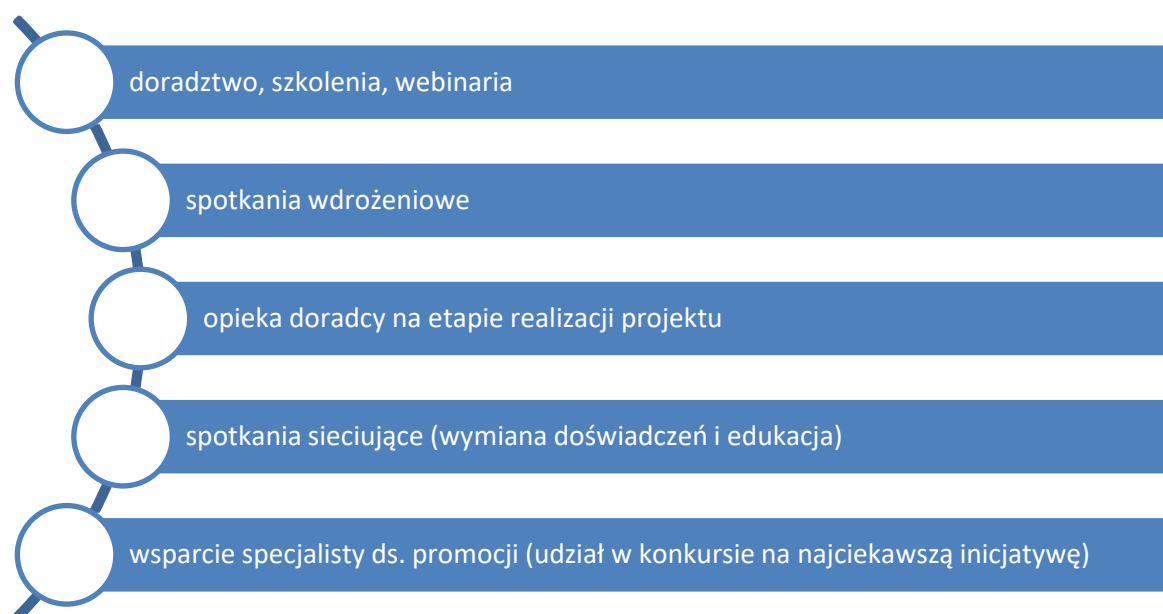 doradztwo, szkolenia, webinaria
spotkania wdrożeniowe
opieka doradcy na etapie realizacji projektu
spotkania sieciujące (wymiana doświadczeń i edukacja)
wsparcie specjalisty ds. promocji (udział w konkursie na najciekawszą inicjatywę)